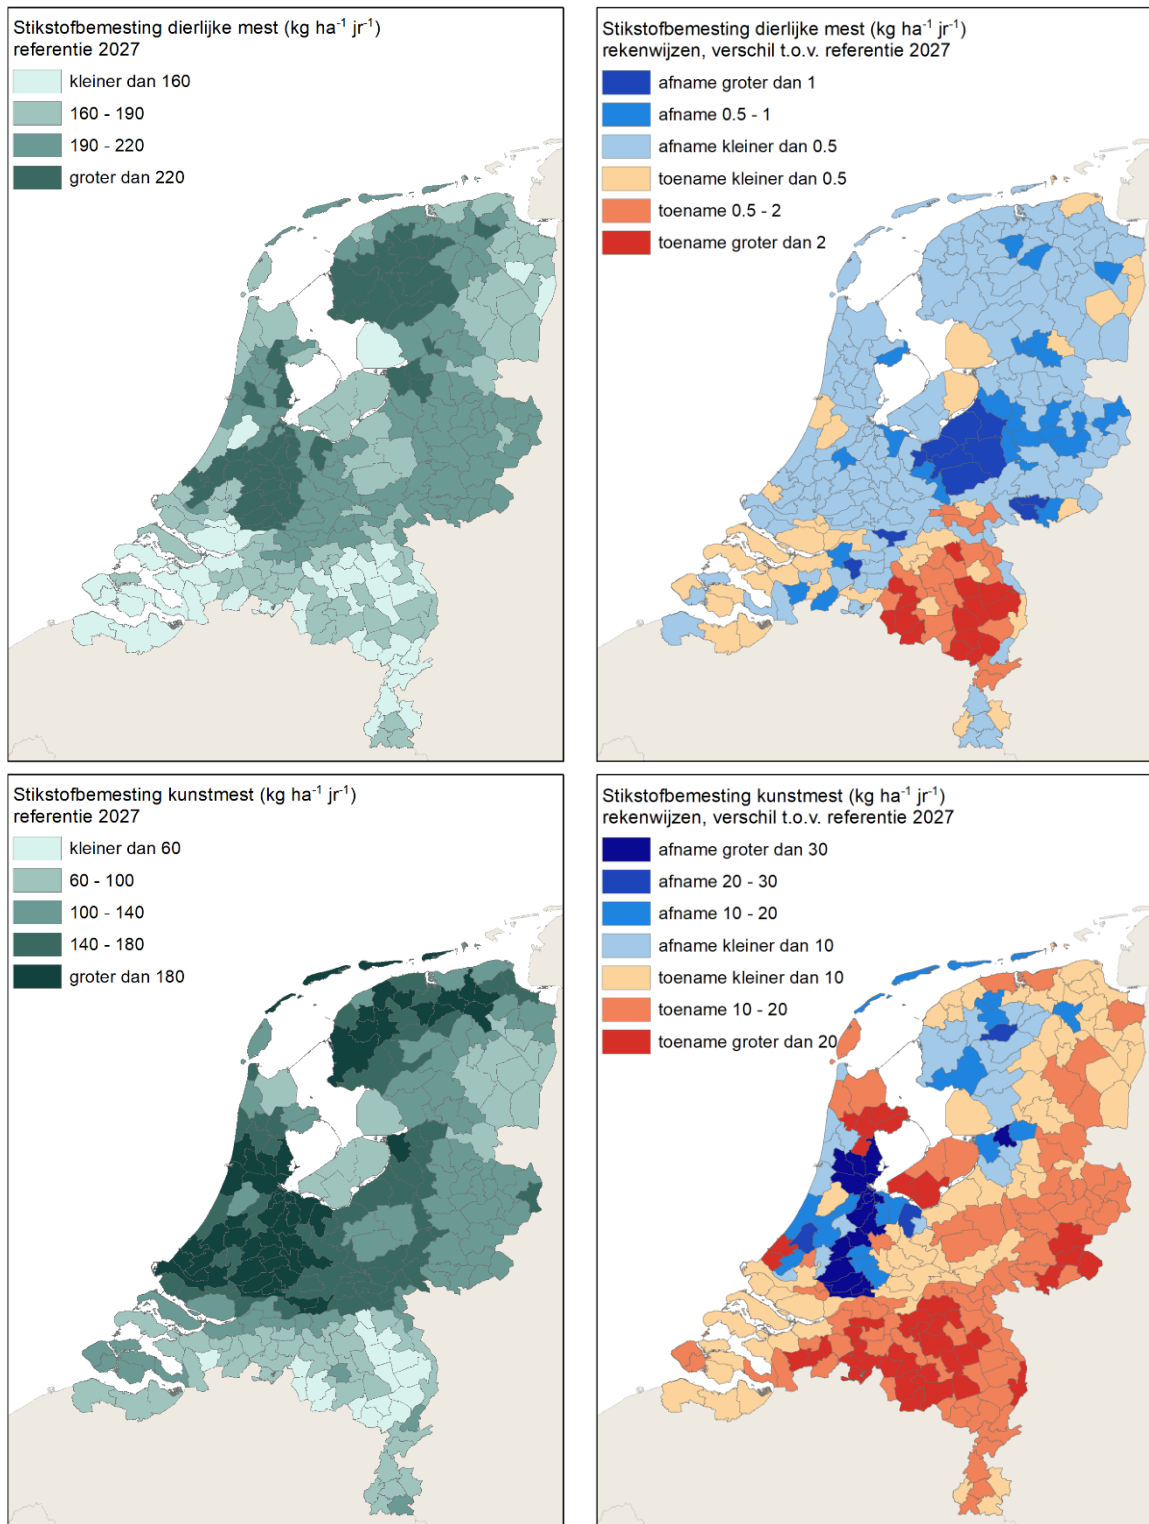 Stikstofbemesting dierlijke mest (kg ha⁻¹ jr⁻¹)
referentie 2027
kleiner dan 160
160 - 190
190 - 220
groter dan 220
Stikstofbemesting dierlijke mest (kg ha⁻¹ jr⁻¹)
rekenwijzen, verschil t.o.v. referentie 2027
afname groter dan 1
afname 0.5 - 1
afname kleiner dan 0.5
toename kleiner dan 0.5
toename 0.5 - 2
toename groter dan 2
Stikstofbemesting kunstmest (kg ha⁻¹ jr⁻¹)
referentie 2027
kleiner dan 60
60 - 100
100 - 140
140 - 180
groter dan 180
Stikstofbemesting kunstmest (kg ha⁻¹ jr⁻¹)
rekenwijzen, verschil t.o.v. referentie 2027
afname groter dan 30
afname 20 - 30
afname 10 - 20
afname kleiner dan 10
toename kleiner dan 10
toename 10 - 20
toename groter dan 20